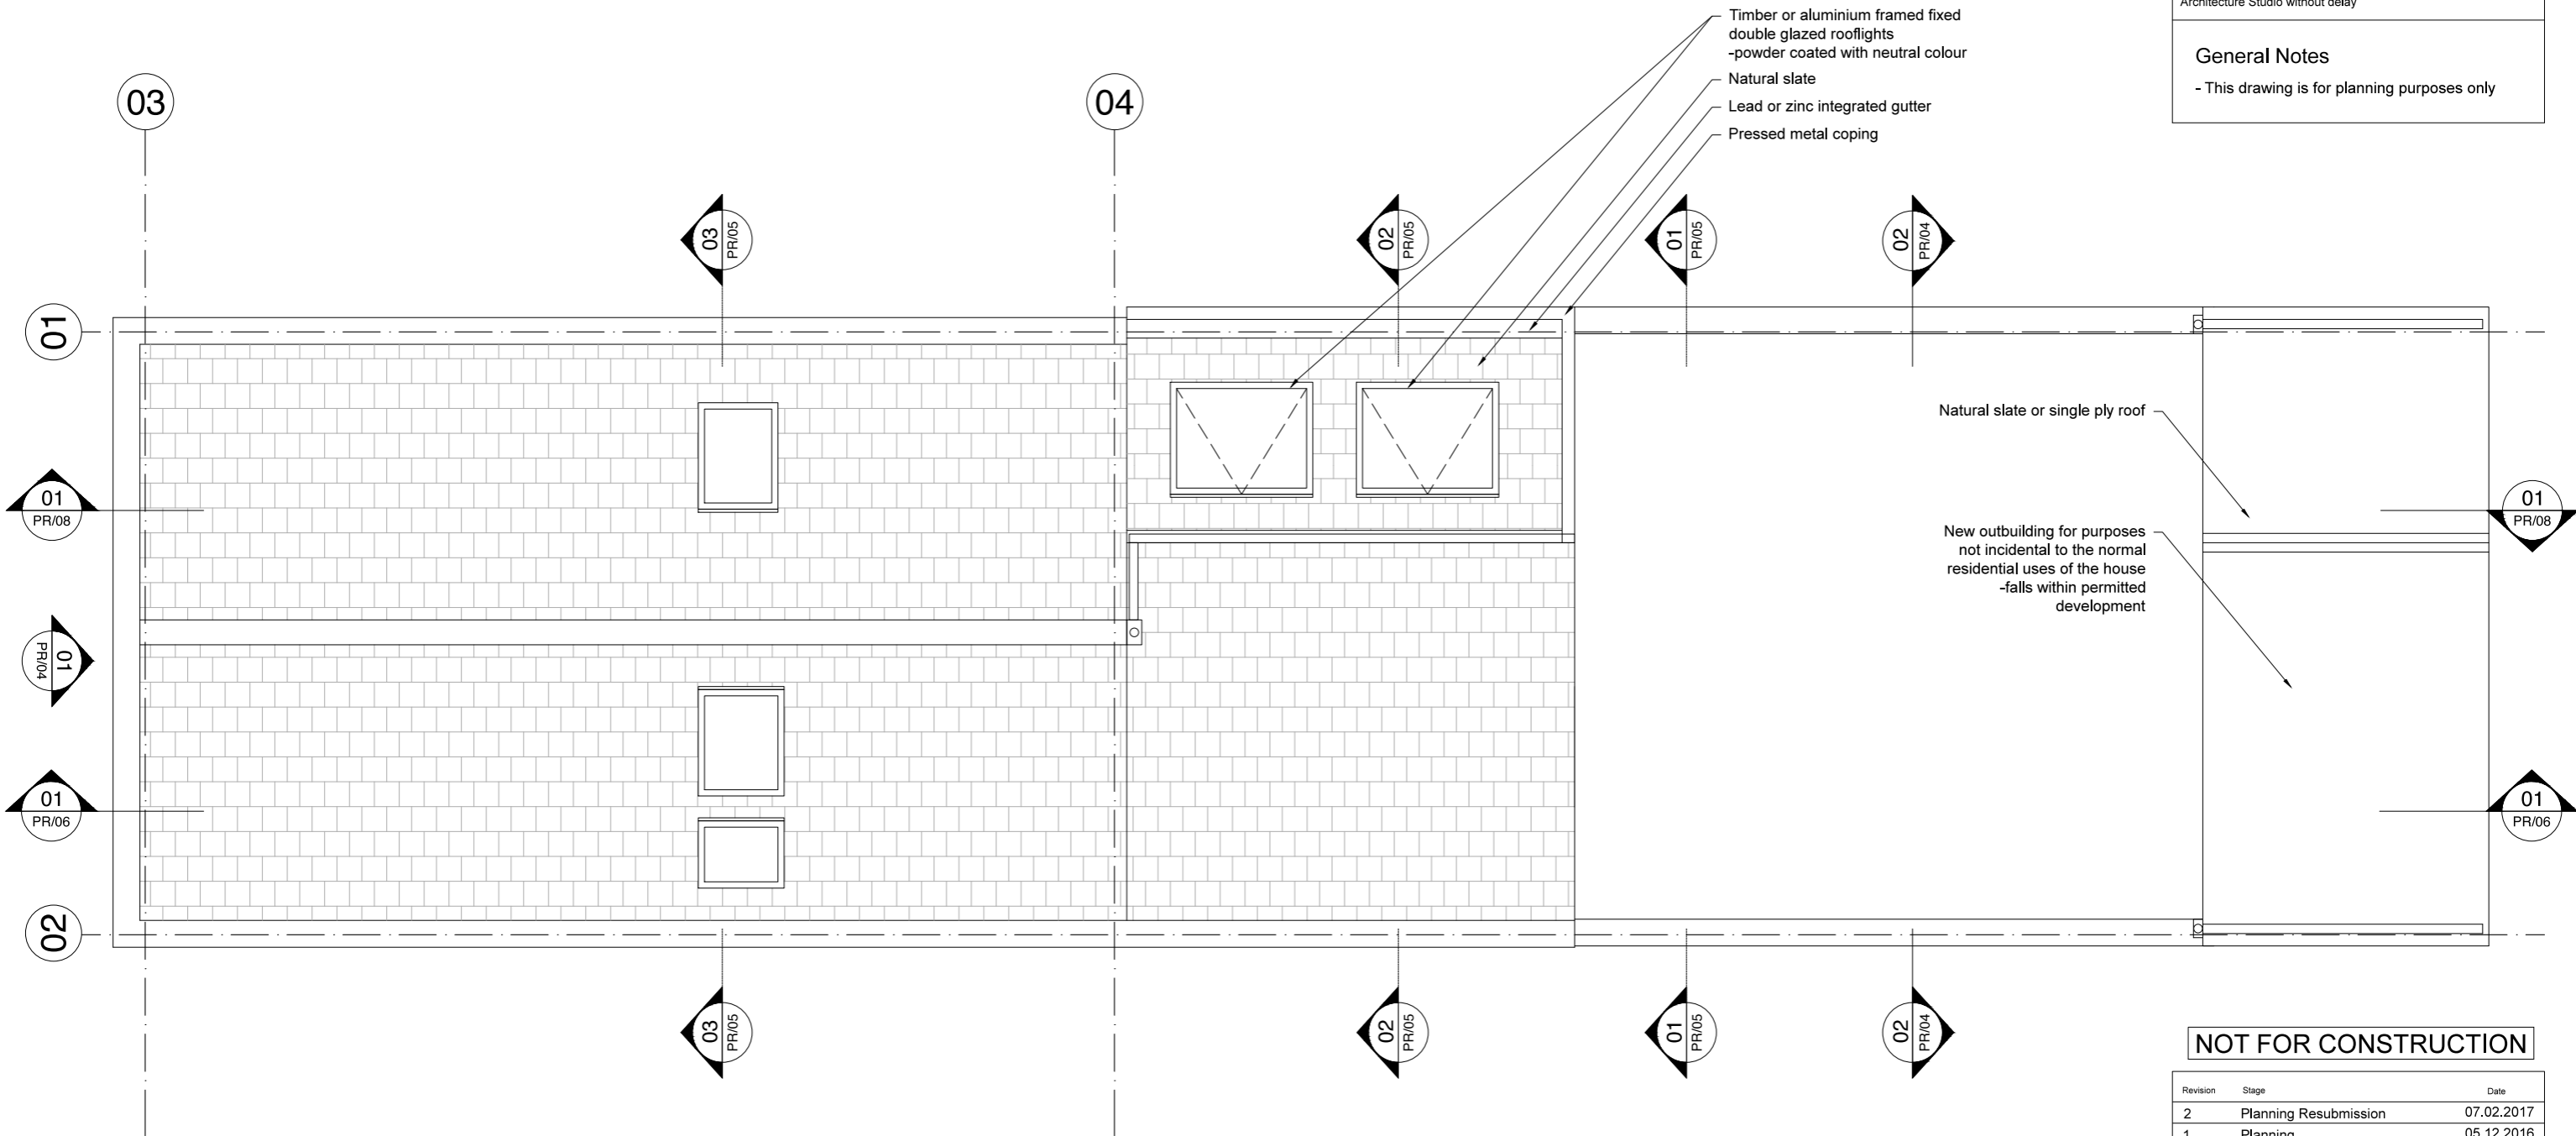 Architecture Studio without delay
General Notes
- This drawing is for planning purposes only
Timber or aluminium framed fixed
double glazed rooflights
-powder coated with neutral colour
Natural slate
Lead or zinc integrated gutter
Pressed metal coping
03
04
03
PR/05
02
PR/05
01
PR/05
02
PR/04
01
Natural slate or single ply roof
01
PR/08
01
PR/08
New outbuilding for purposes
not incidental to the normal
residential uses of the house
-falls within permitted
development
01
PR/04
01
PR/06
01
PR/06
02
03
PR/05
02
PR/05
01
PR/05
02
PR/04
NOT FOR CONSTRUCTION
Revision Stage Date
2 Planning Resubmission 07.02.2017
1 Planning 05.12.2016